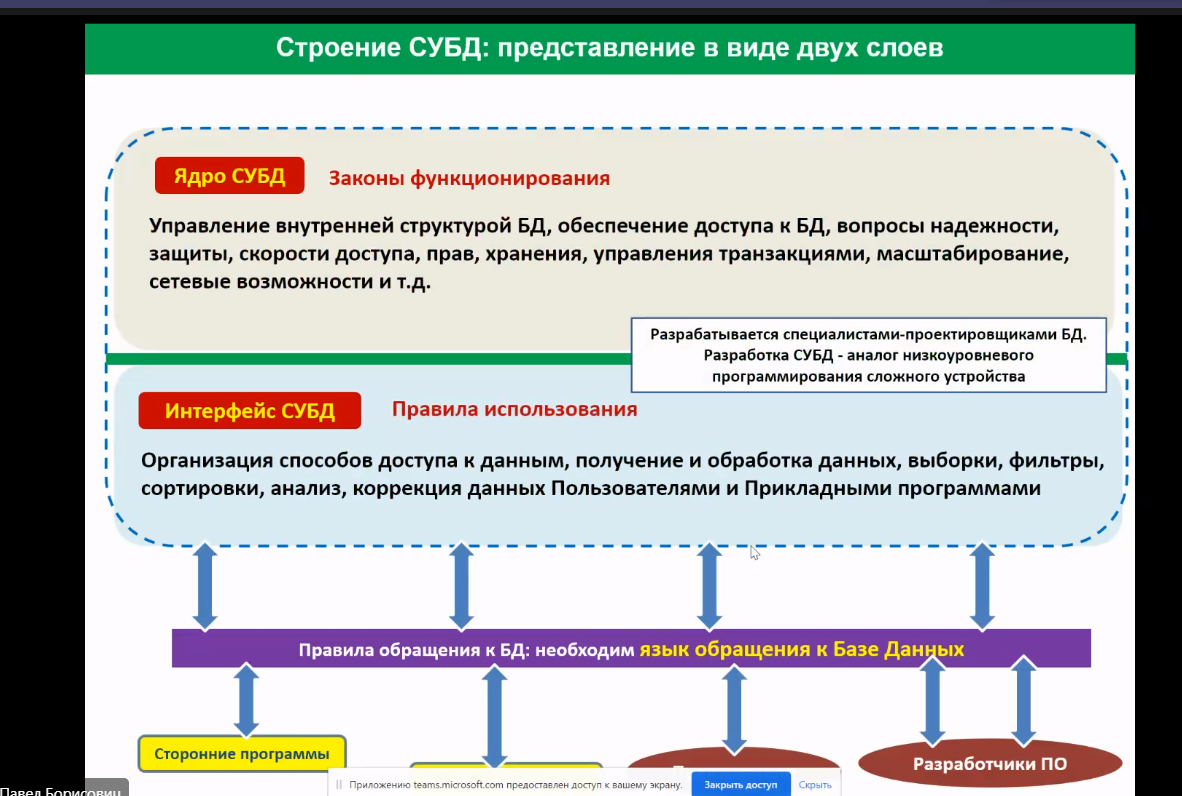 Строение СУБД: представление в виде двух слоев
Ядро СУБД
Законы функционирования
Управление внутренней структурой БД, обеспечение доступа к БД, вопросы надежности,
защиты, скорости доступа, прав, хранения, управления транзакциями, масштабирование,
сетевые возможности и т.д.
Разрабатывается специалистами-проектировщиками БД.
Разработка СУБД - аналог низкоуровневого
программирования сложного устройства
Интерфейс СУБД
Правила использования
Организация способов доступа к данным, получение и обработка данных, выборки, фильтры,
сортировки, анализ, коррекция данных Пользователями и Прикладными программами
Правила обращения к БД: необходим язык обращения к Базе Данных
Сторонние программы
Разработчики ПО
Приложению teams.microsoft.com предоставлен доступ к вашему экрану.
Закрыть доступ
Скрыть
Павел Борисович